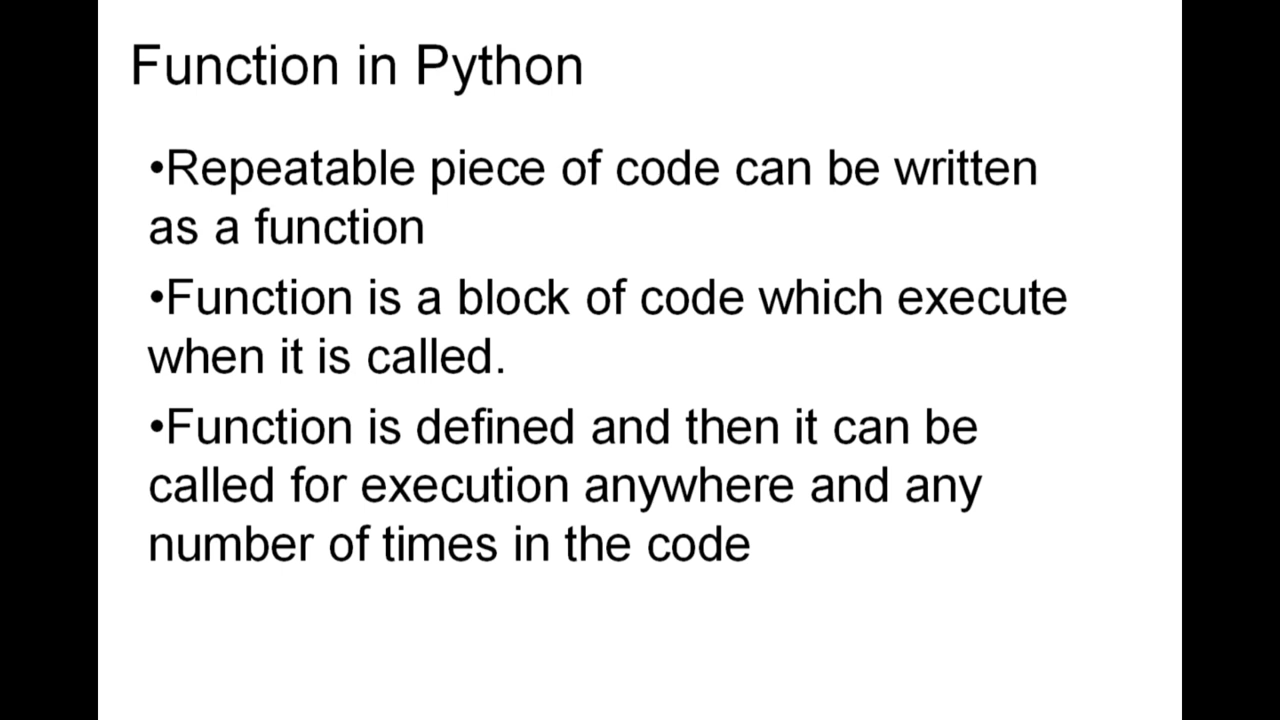 Function in Python
•Repeatable piece of code can be written
as a function
•Function is a block of code which execute
when it is called.
•Function is defined and then it can be
called for execution anywhere and any
number of times in the code